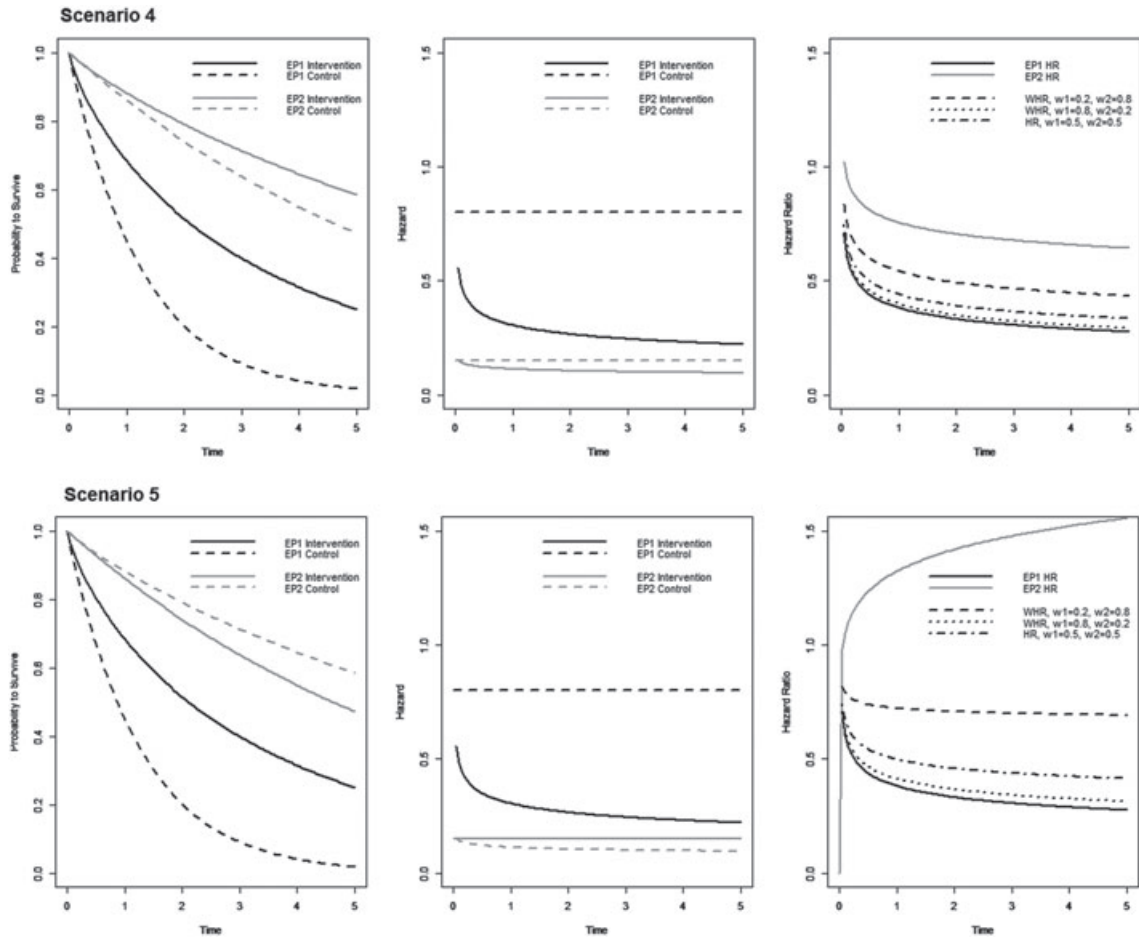 Scenario 4
1.0
0.8
0.6
0.4
0.2
0.0
Probability to Survive
EP1 Intervention
EP1 Control
EP2 Intervention
EP2 Control
0 1 2 3 4 5
Time
1.5
1.0
0.5
0.0
Hazard
EP1 Intervention
EP1 Control
EP2 Intervention
EP2 Control
0 1 2 3 4 5
Time
1.5
1.0
0.5
0.0
Hazard Ratio
EP1 HR
EP2 HR
WHR, w1=0.2, w2=0.8
WHR, w1=0.8, w2=0.2
HR, w1=0.5, w2=0.5
0 1 2 3 4 5
Time
Scenario 5
1.0
0.8
0.6
0.4
0.2
0.0
Probability to Survive
EP1 Intervention
EP1 Control
EP2 Intervention
EP2 Control
0 1 2 3 4 5
Time
1.5
1.0
0.5
0.0
Hazard
EP1 Intervention
EP1 Control
EP2 Intervention
EP2 Control
0 1 2 3 4 5
Time
1.5
1.0
0.5
0.0
Hazard Ratio
EP1 HR
EP2 HR
WHR, w1=0.2, w2=0.8
WHR, w1=0.8, w2=0.2
HR, w1=0.5, w2=0.5
0 1 2 3 4 5
Time